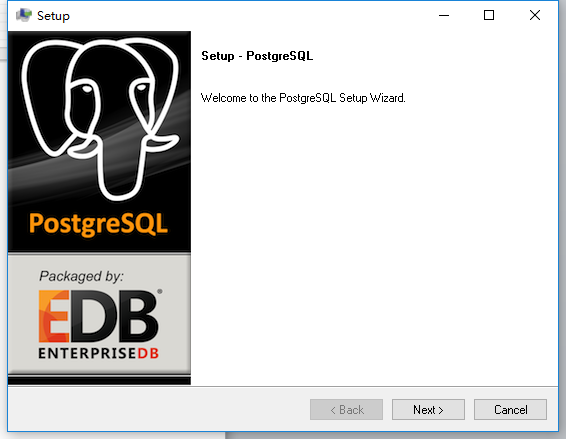 Setup
Setup - PostgreSQL
Welcome to the PostgreSQL Setup Wizard.
PostgreSQL
Packaged by:
EDB
ENTERPRISEDB
< Back
Next >
Cancel